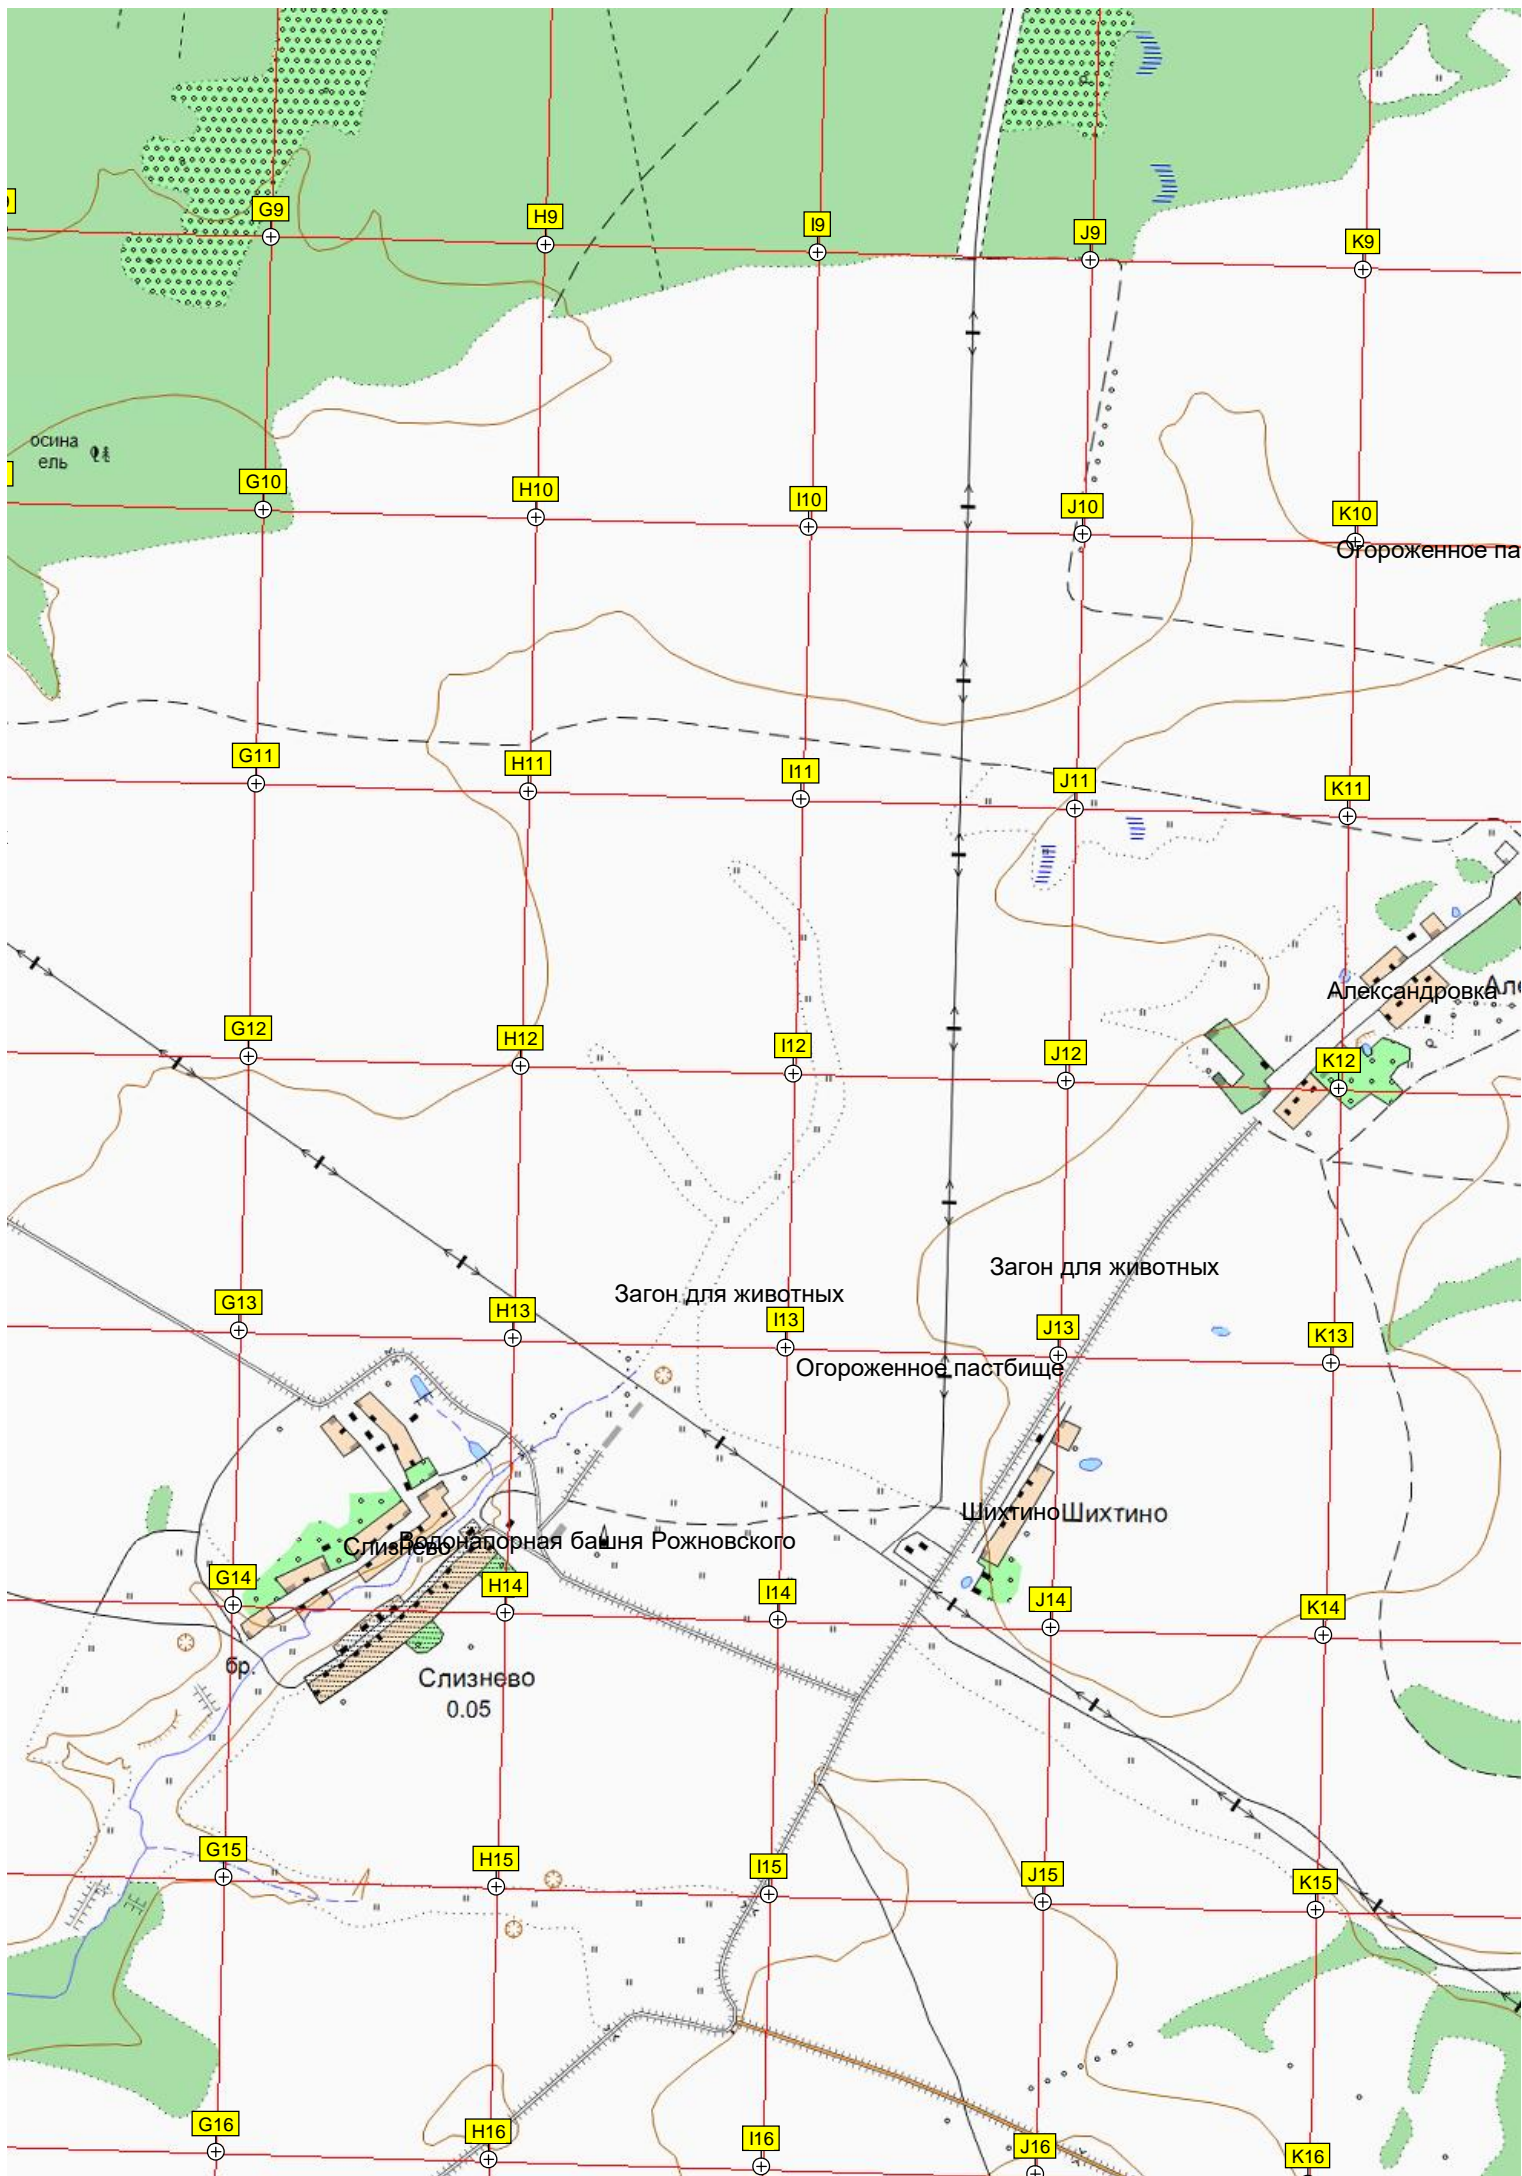 G9
H9
I9
J9
K9
осина
ель
G10
H10
I10
J10
K10
Огороженное па
G11
H11
I11
J11
K11
Александровка
Але
G12
H12
I12
J12
K12
Загон для животных
Загон для животных
G13
H13
I13
J13
K13
Огороженное пастбище
Шихтино Шихтино
Водонапорная башня Рожновского
Слизнево
G14
H14
I14
J14
K14
бр.
Слизнево
0.05
G15
H15
I15
J15
K15
G16
H16
I16
J16
K16